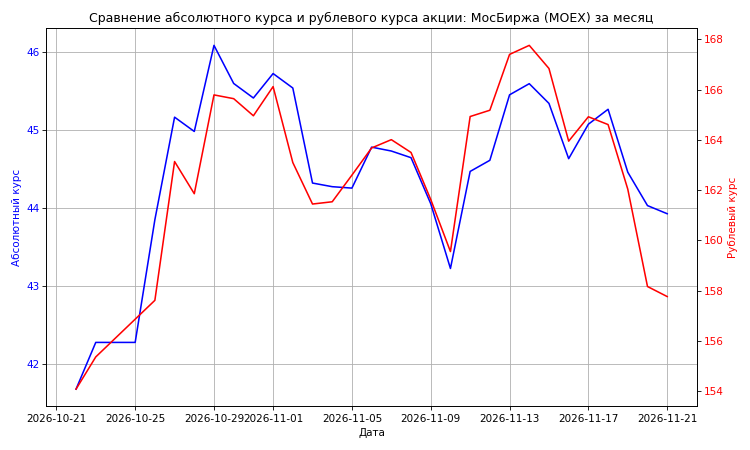 Сравнение абсолютного курса и рублевого курса акции: МосБиржа (MOEX) за месяц
46
45
44
43
42
Абсолютный курс
168
166
164
162
160
158
156
154
Рублевый курс
2026-10-21 2026-10-25 2026-10-29 2026-11-01 2026-11-05 2026-11-09 2026-11-13 2026-11-17 2026-11-21
Дата